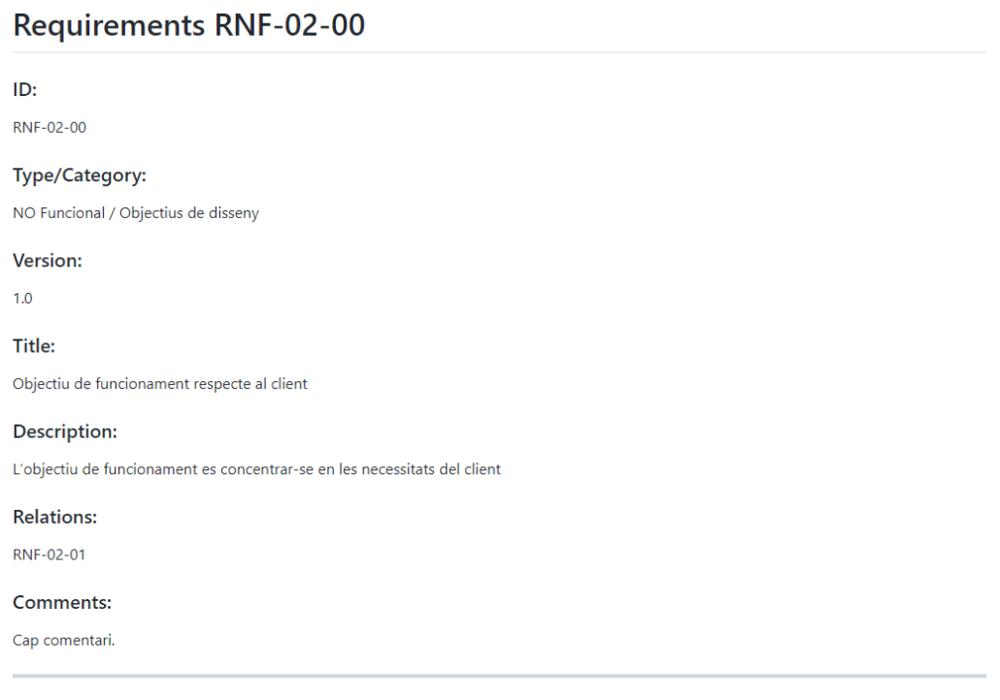 Requirements RNF-02-00
ID:
RNF-02-00
Type/Category:
NO Funcional / Objectius de disseny
Version:
1.0
Title:
Objectiu de funcionament respecte al client
Description:
L'objectiu de funcionament es concentrar-se en les necessitats del client
Relations:
RNF-02-01
Comments:
Cap comentari.